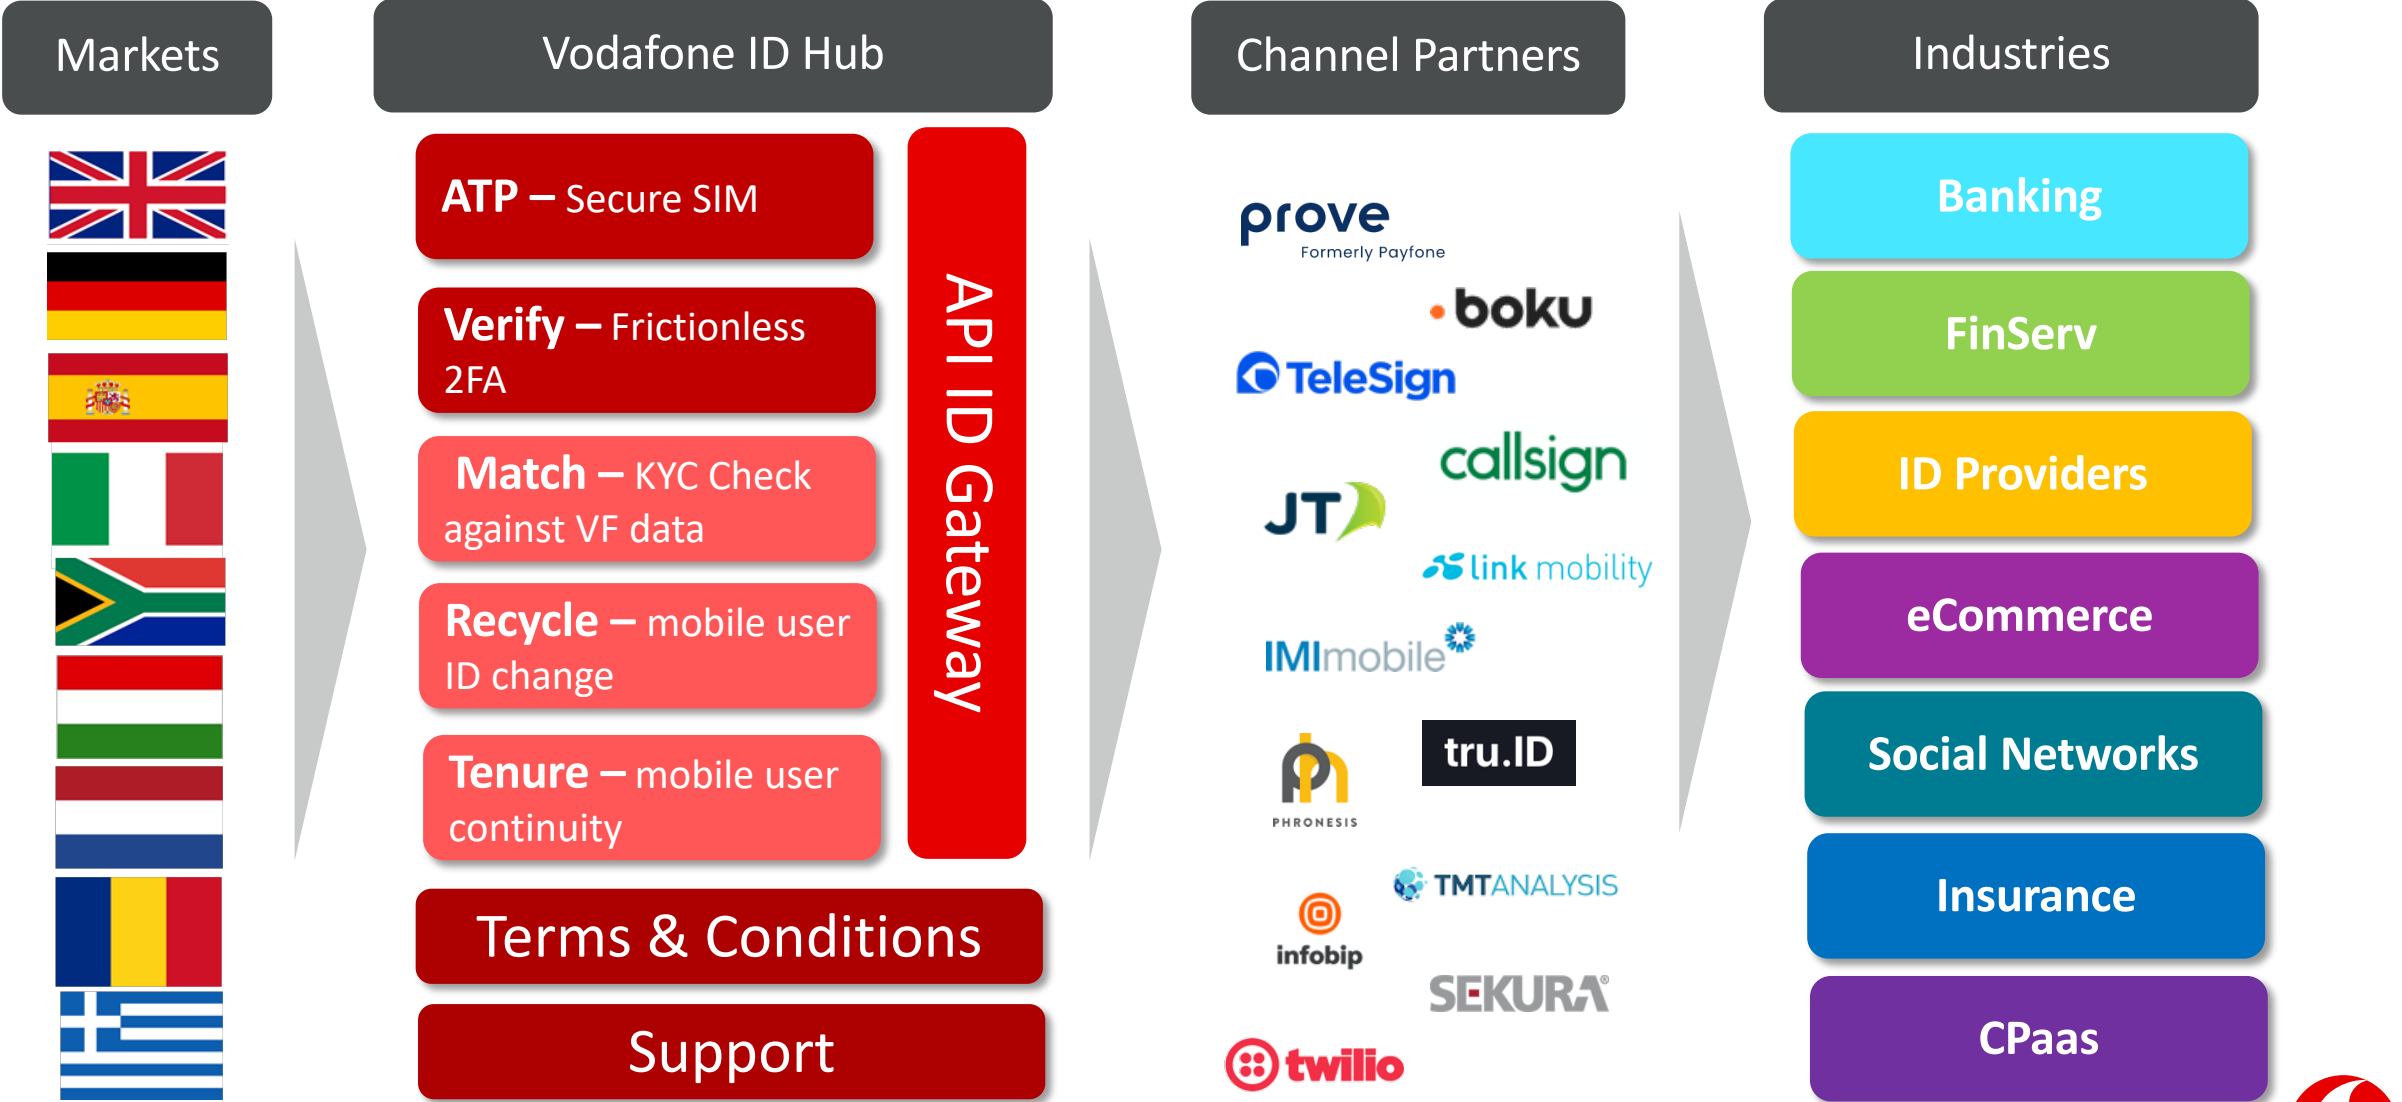 Markets
Vodafone ID Hub
Channel Partners
Industries
ATP – Secure SIM
Verify – Frictionless
2FA
Match – KYC Check
against VF data
Recycle – mobile user
ID change
Tenure – mobile user
continuity
API ID Gateway
Terms & Conditions
Support
prove
Formerly Payfone
boku
TeleSign
callsign
JT
link mobility
IMImobile
tru.ID
PHRONESIS
TMTANALYSIS
infobip
SEKURA®
twilio
Banking
FinServ
ID Providers
eCommerce
Social Networks
Insurance
CPaas